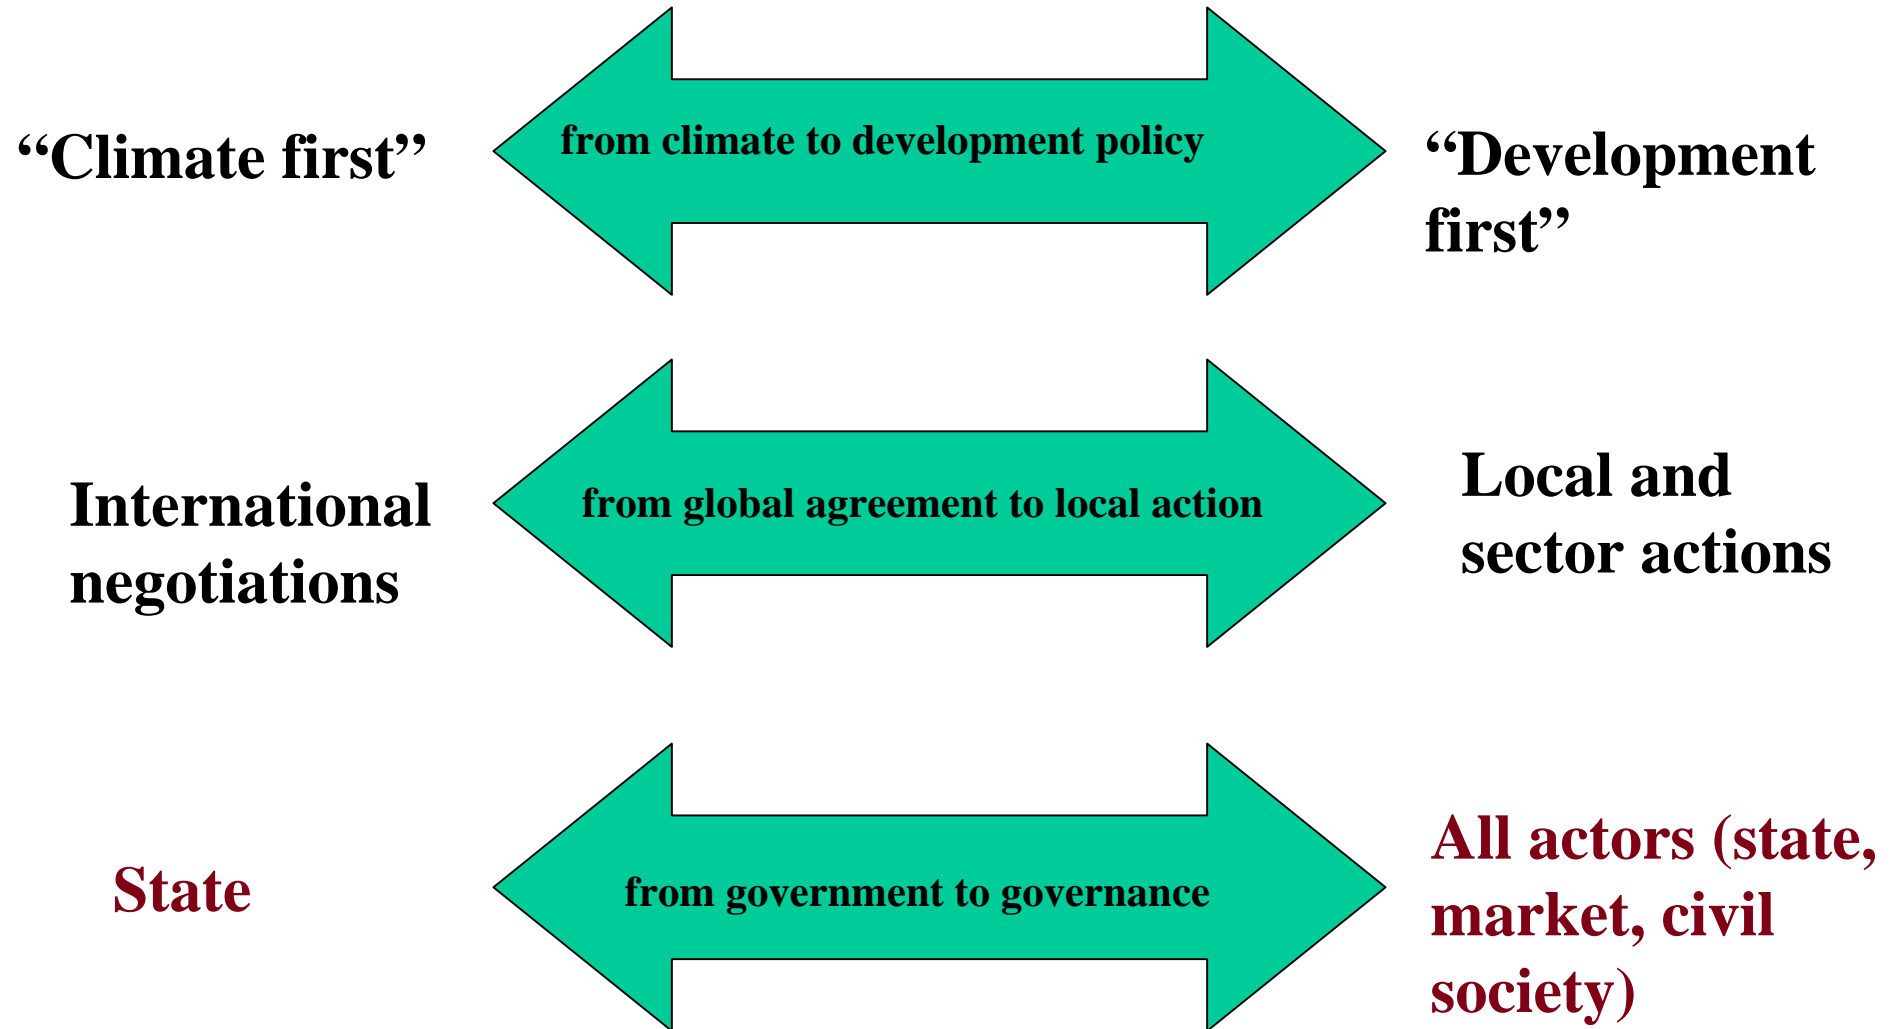 “Climate first”
from climate to development policy
“Development
first”
International
negotiations
from global agreement to local action
Local and
sector actions
State
from government to governance
All actors (state,
market, civil
society)